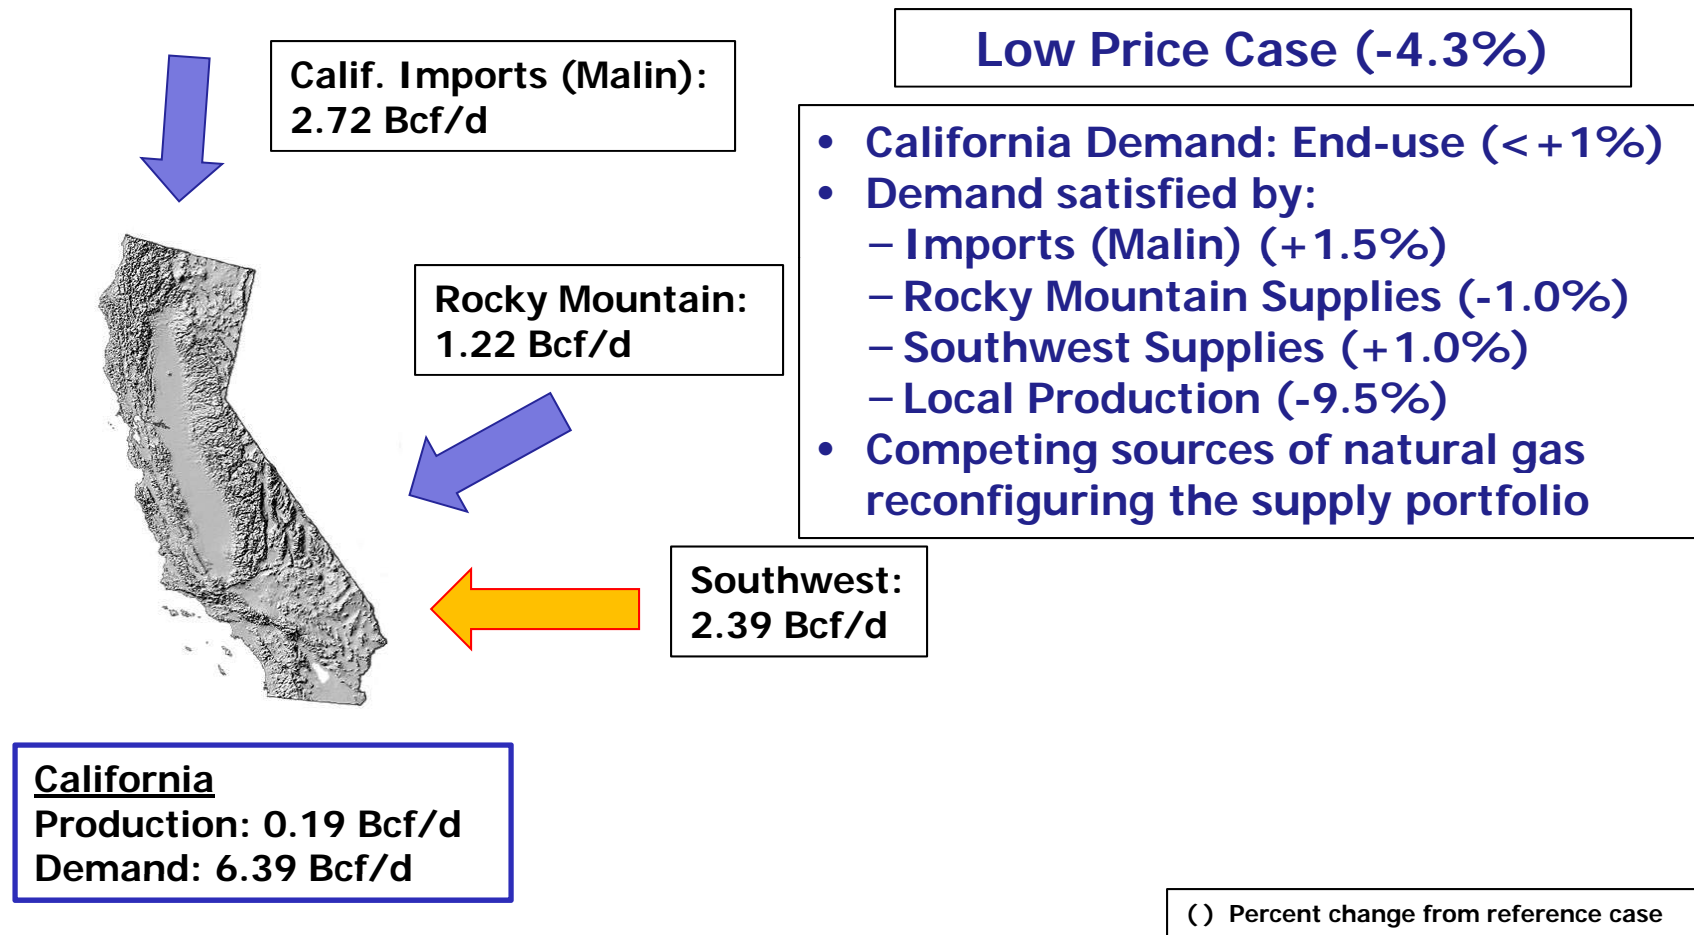 Low Price Case (-4.3%)
Calif. Imports (Malin):
2.72 Bcf/d
• California Demand: End-use (<+1%)
• Demand satisfied by:
– Imports (Malin) (+1.5%)
– Rocky Mountain Supplies (-1.0%)
– Southwest Supplies (+1.0%)
– Local Production (-9.5%)
• Competing sources of natural gas
reconfiguring the supply portfolio
Rocky Mountain:
1.22 Bcf/d
Southwest:
2.39 Bcf/d
California
Production: 0.19 Bcf/d
Demand: 6.39 Bcf/d
( ) Percent change from reference case